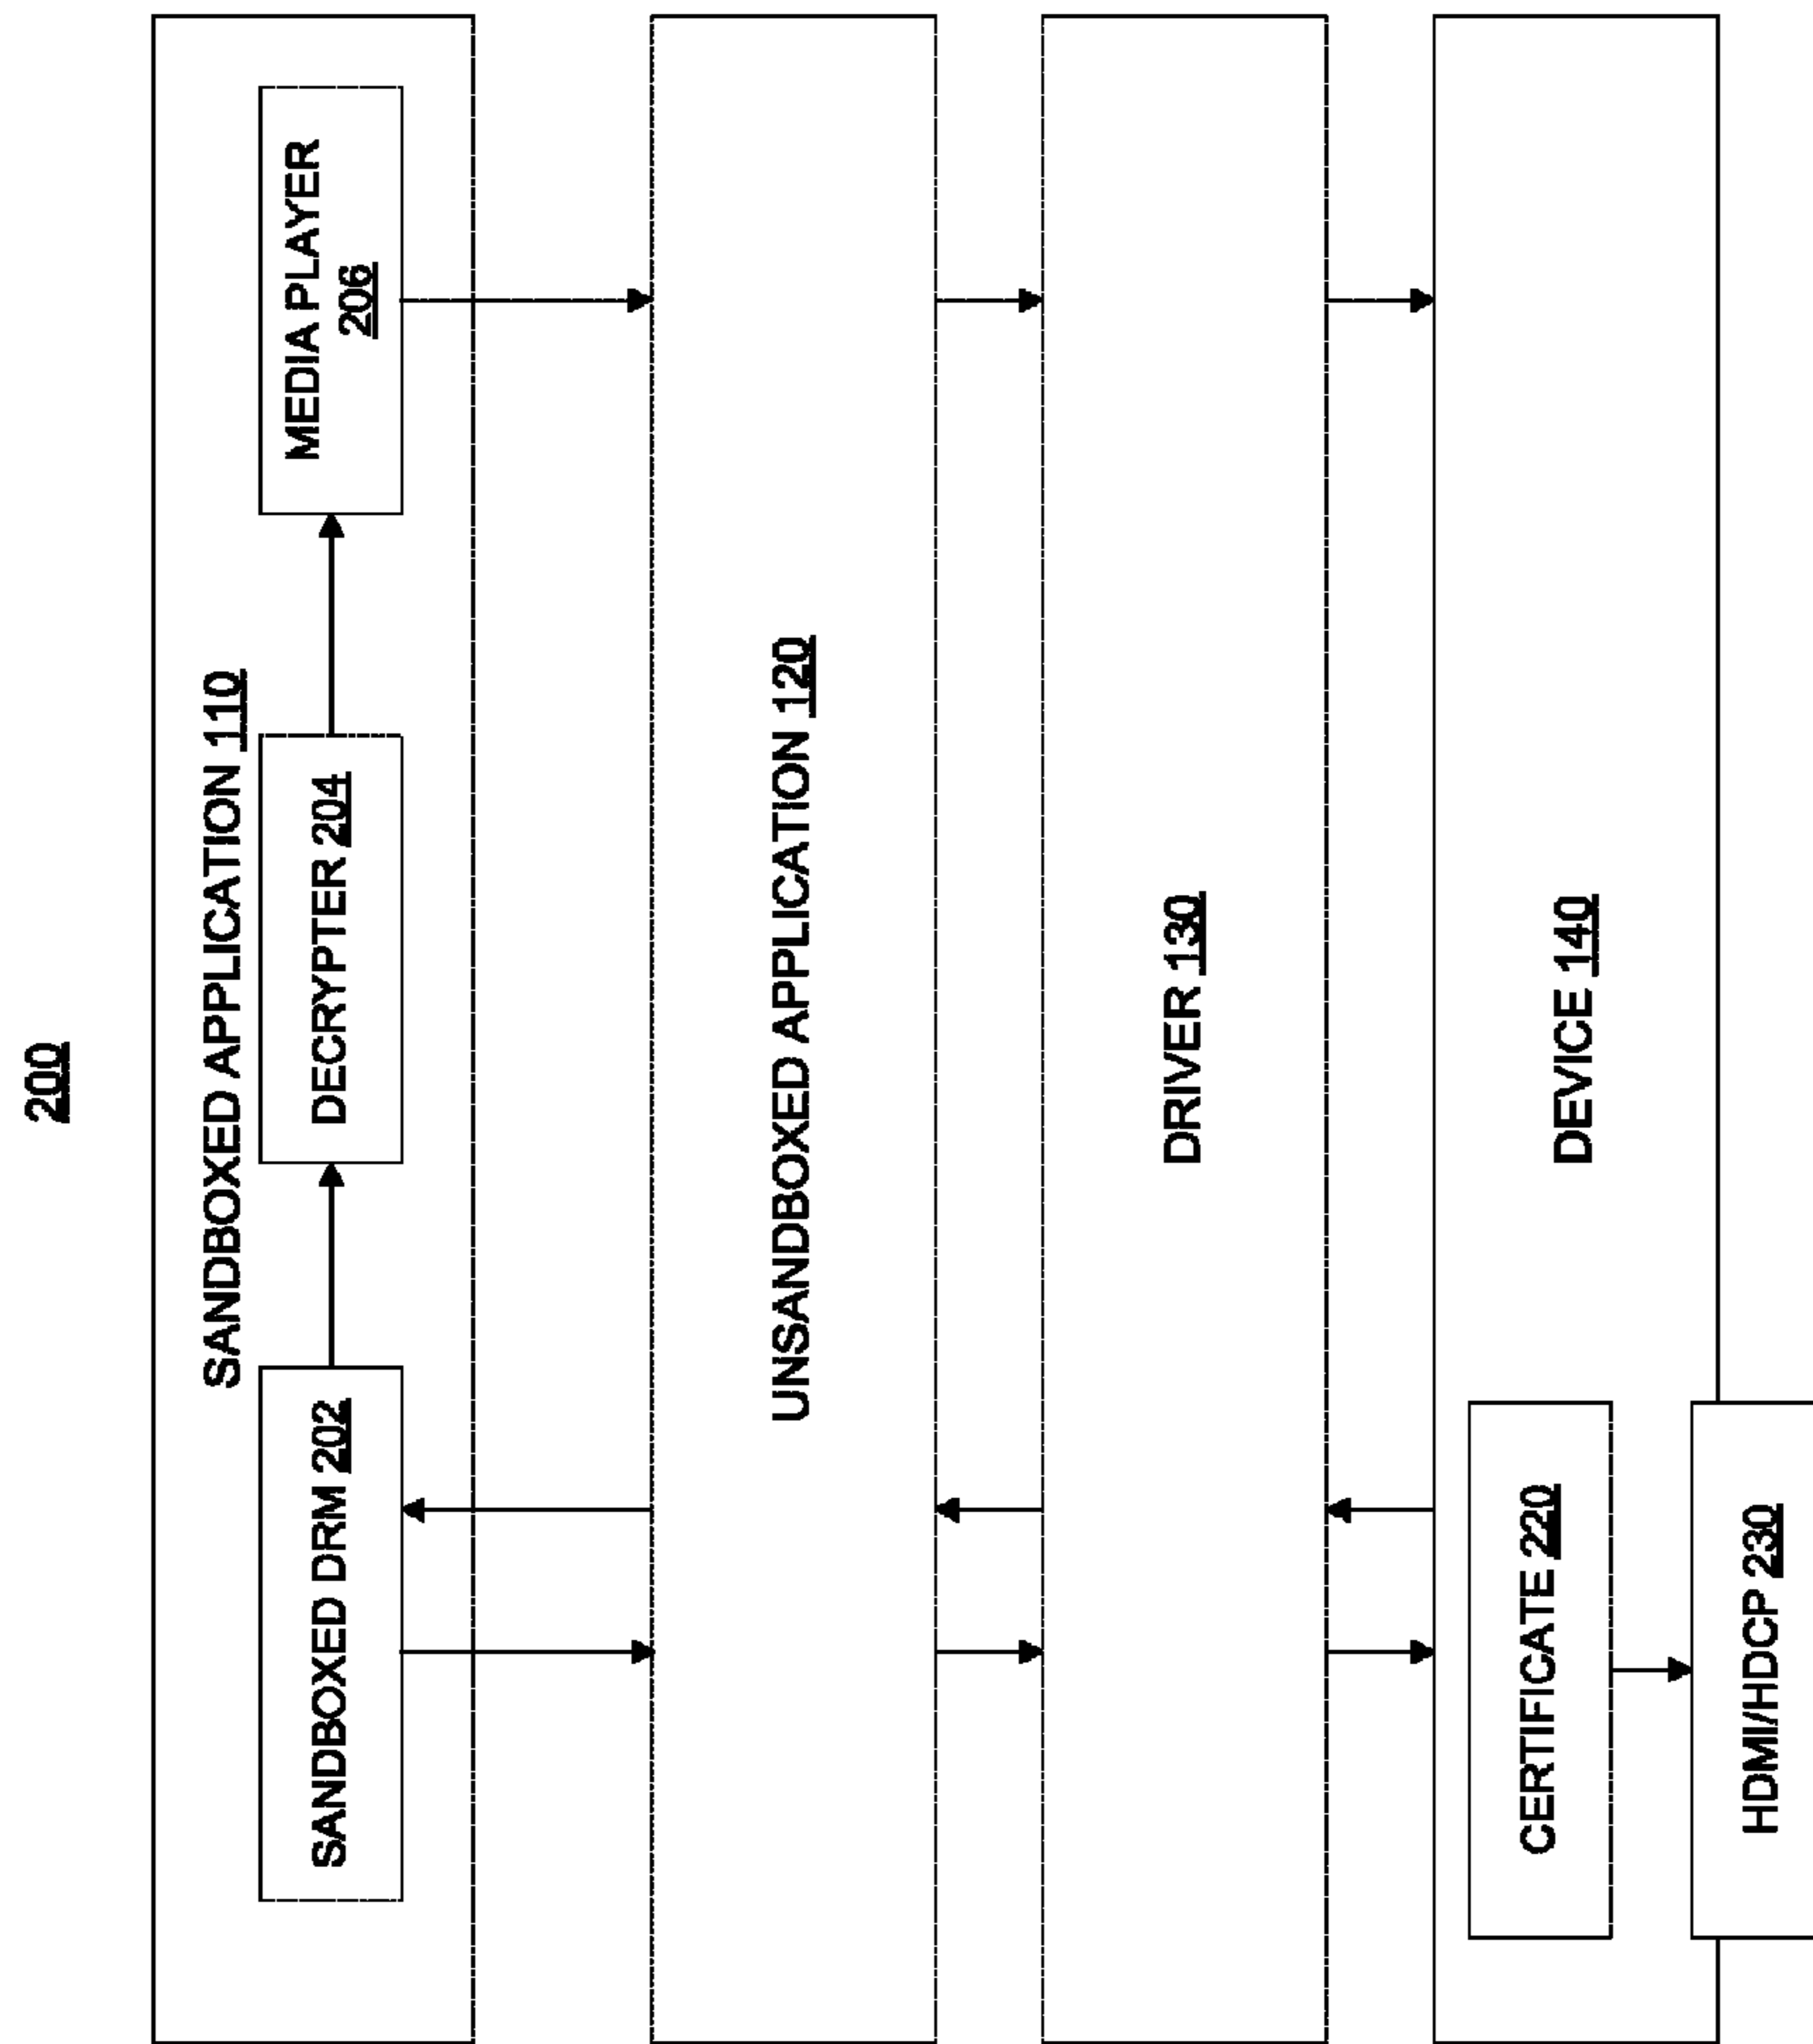 200
SANDBOXED APPLICATION 110
SANDBOXED DRM 202
DECRYPTER 204
MEDIA PLAYER
206
UNSANDBOXED APPLICATION 120
DRIVER 130
DEVICE 140
CERTIFICATE 220
HDMI/HDCP 230